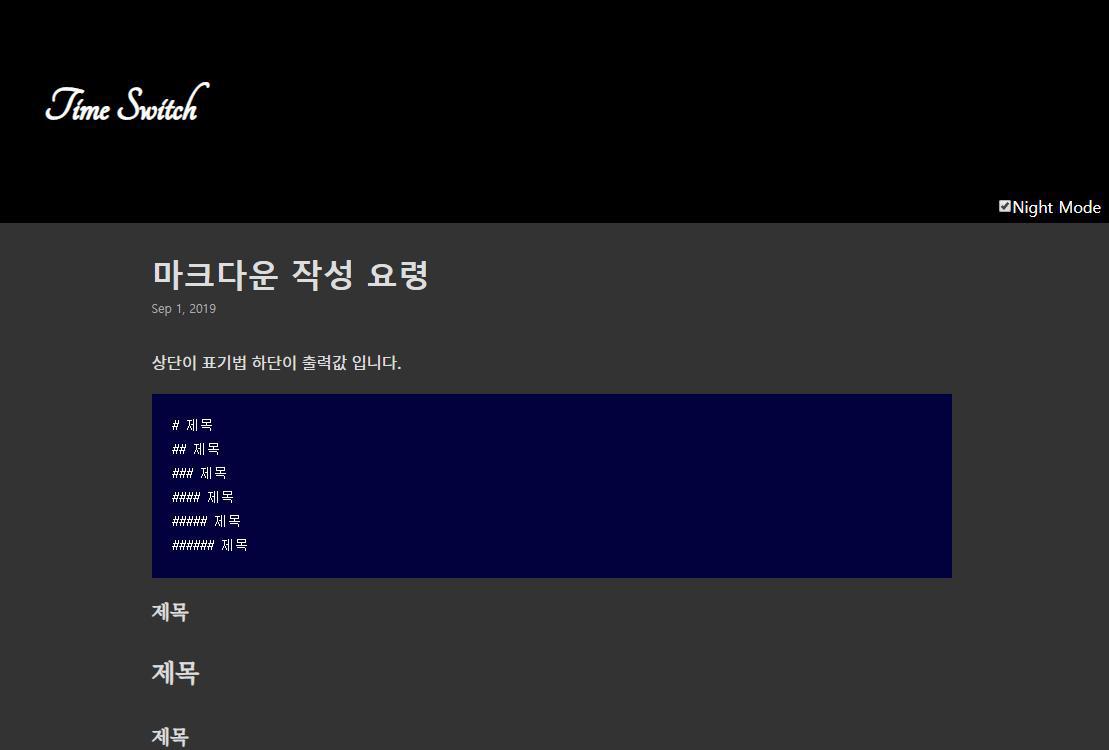 Time Switch
Night Mode
마크다운 작성 요령
Sep 1, 2019
상단이 표기법 하단이 출력값 입니다.
# 제목
## 제목
### 제목
#### 제목
##### 제목
###### 제목
제목
제목
제목